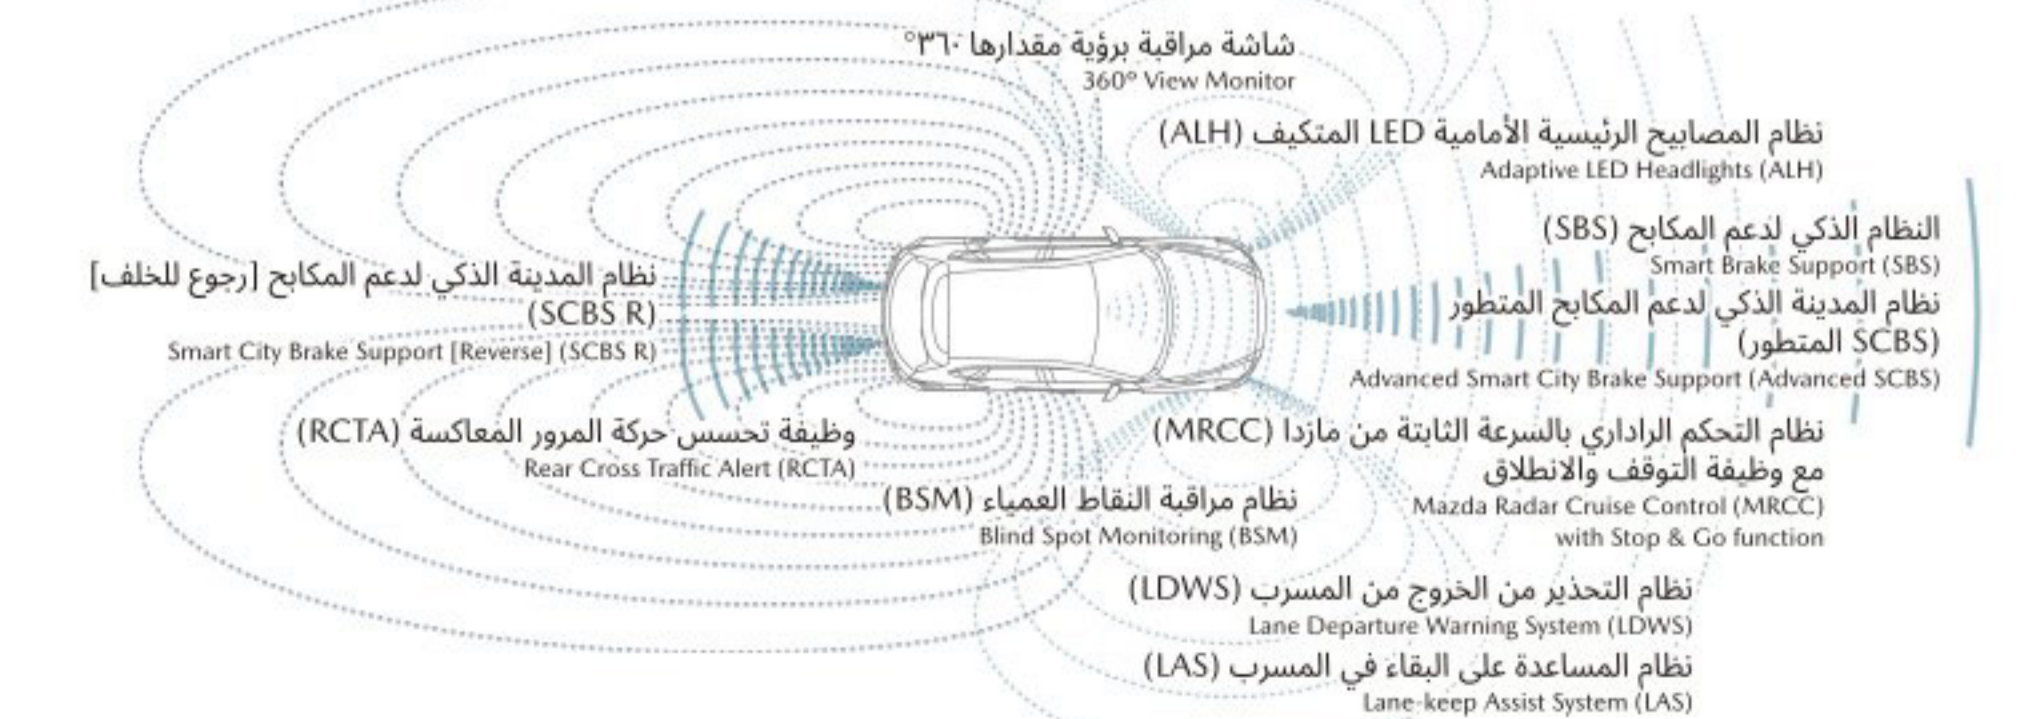 شاشة مراقبة برؤية مقدارها ٣٦٠°
360º View Monitor
نظام المصابيح الرئيسية الأمامية LED المتكيف (ALH)
Adaptive LED Headlights (ALH)
النظام الذكي لدعم المكابح (SBS)
Smart Brake Support (SBS)
نظام المدينة الذكي لدعم المكابح المتطور
(SCBS المتطور)
Advanced Smart City Brake Support (Advanced SCBS)
نظام المدينة الذكي لدعم المكابح [رجوع للخلف]
(SCBS R)
Smart City Brake Support [Reverse] (SCBS R)
وظيفة تحسس حركة المرور المعاكسة (RCTA)
Rear Cross Traffic Alert (RCTA)
نظام التحكم الراداري بالسرعة الثابتة من مازدا (MRCC)
مع وظيفة التوقف والانطلاق
Mazda Radar Cruise Control (MRCC)
with Stop & Go function
نظام مراقبة النقاط العمياء (BSM)
Blind Spot Monitoring (BSM)
نظام التحذير من الخروج من المسرب (LDWS)
Lane Departure Warning System (LDWS)
نظام المساعدة على البقاء في المسرب (LAS)
Lane-keep Assist System (LAS)